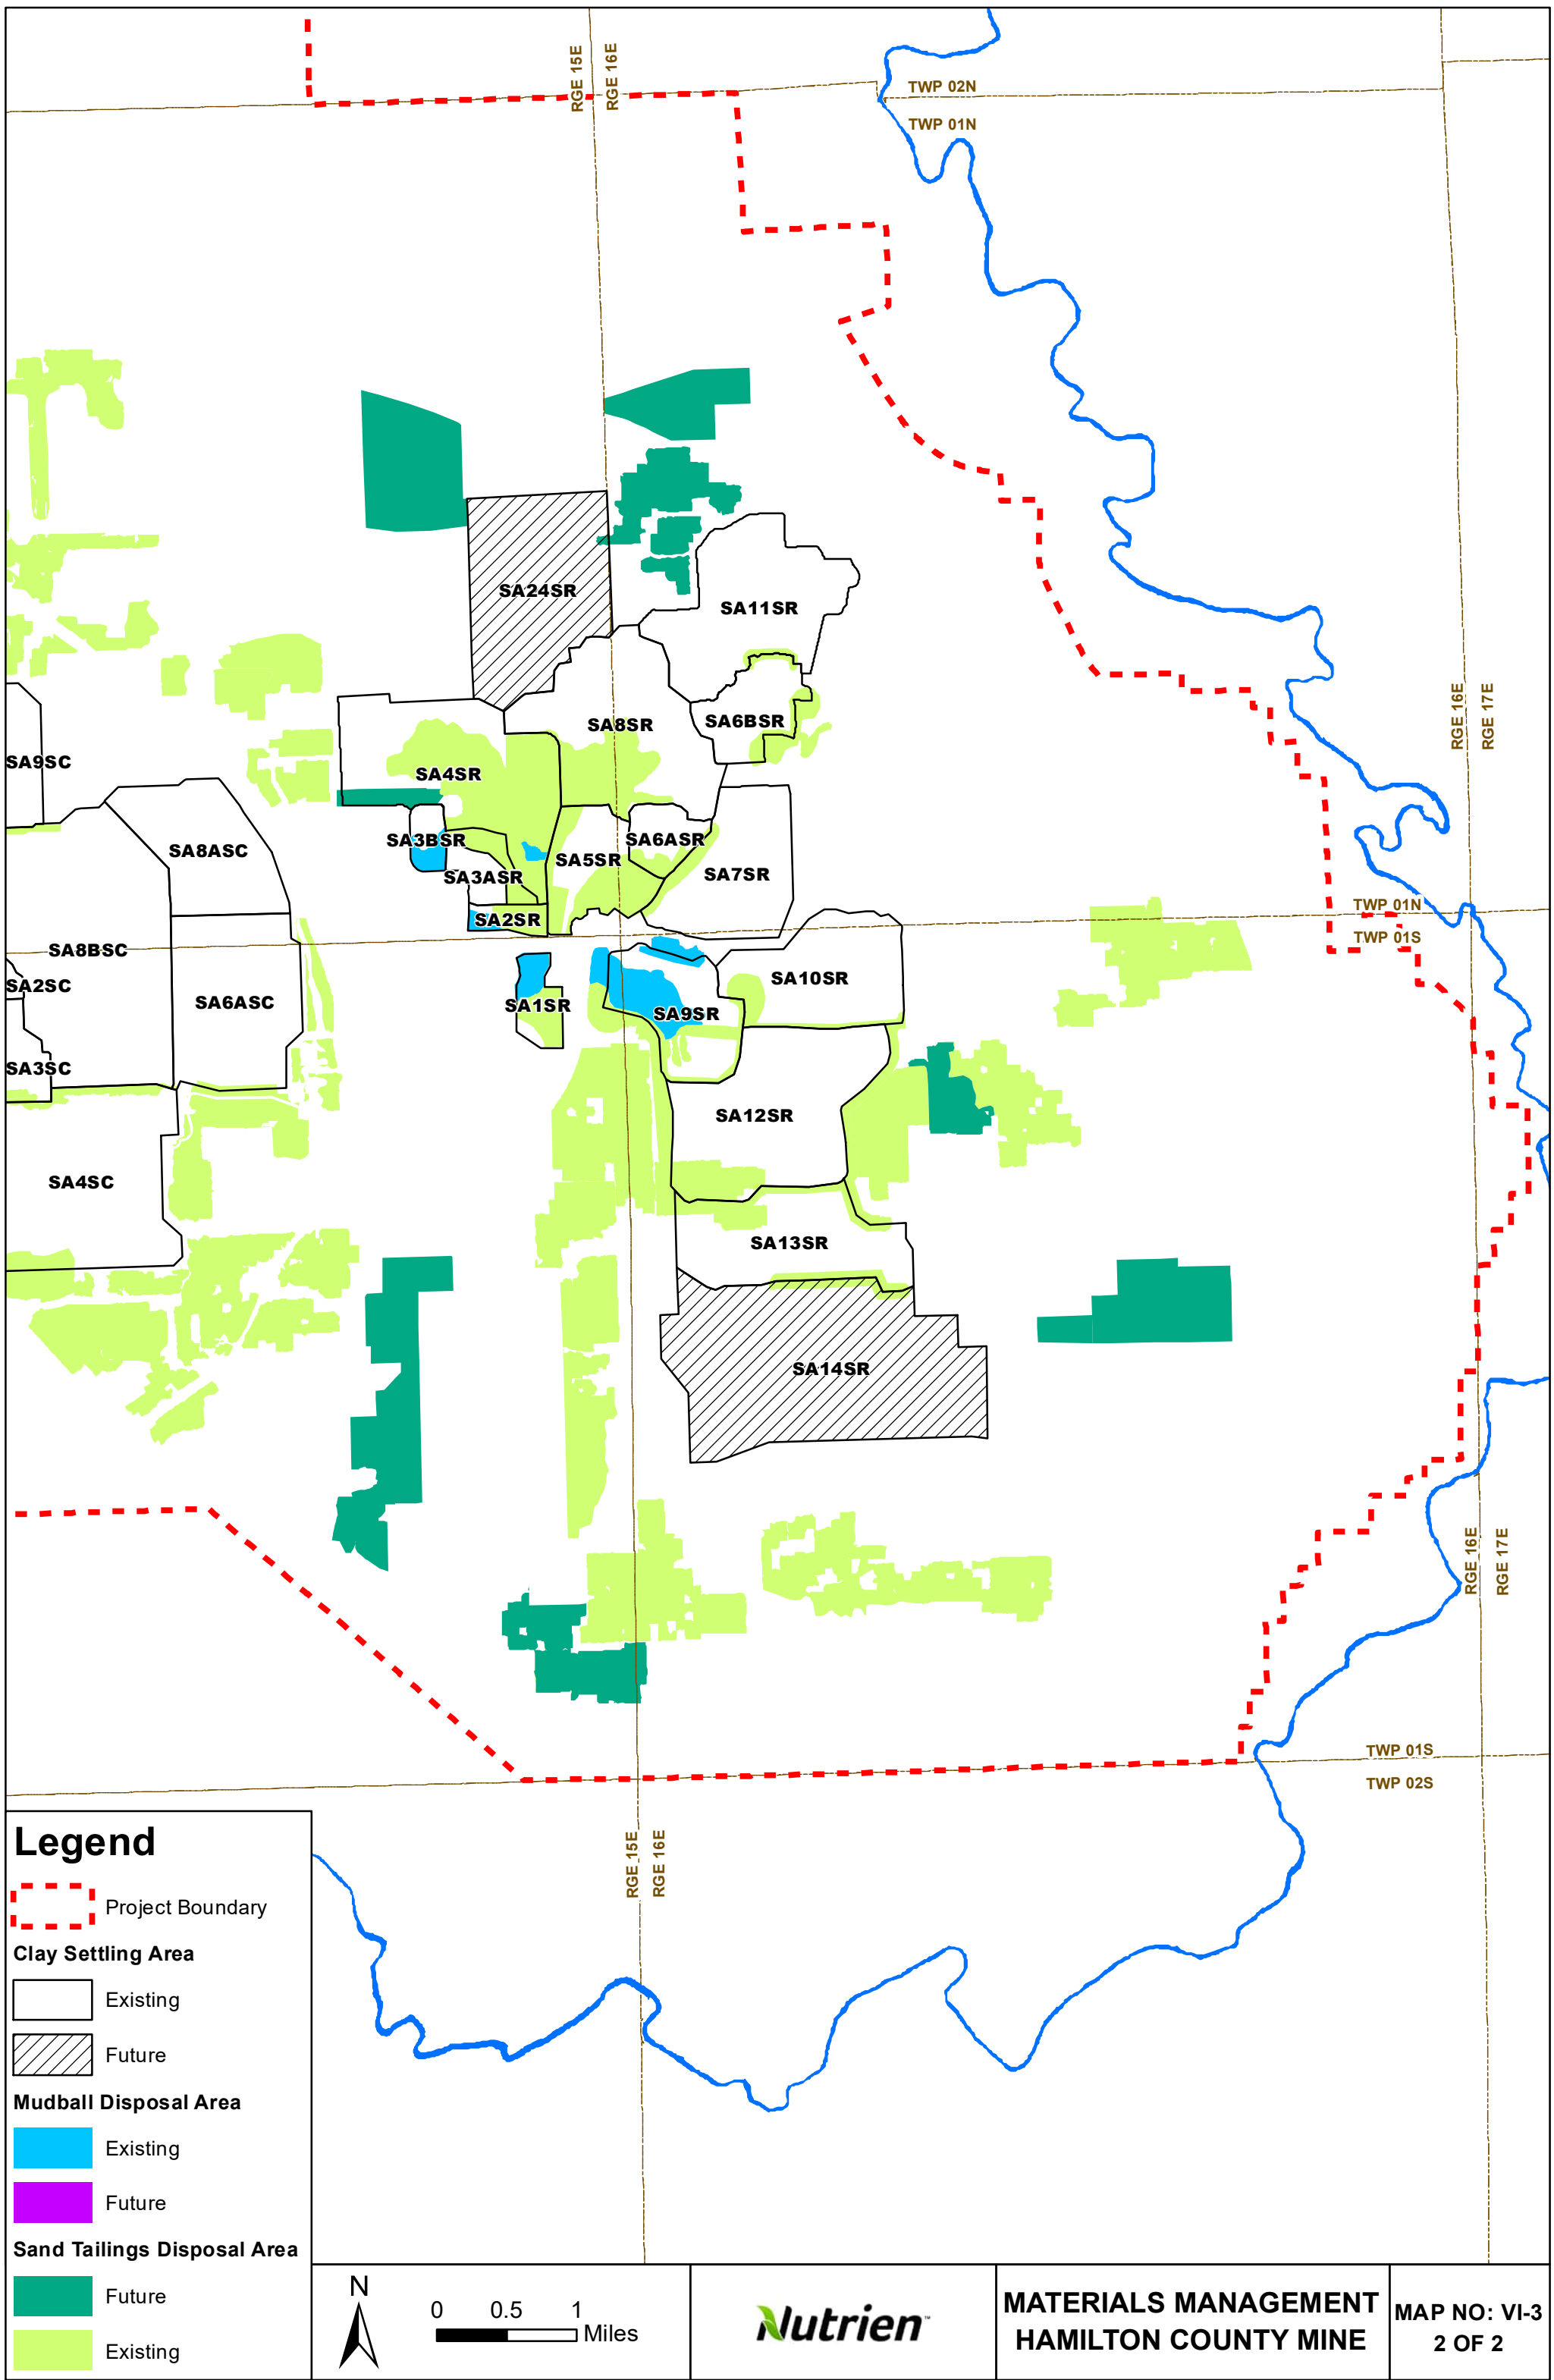 RGE 15E
RGE 16E
TWP 02N
TWP 01N
SA24SR
SA11SR
SA8SR
SA6BSR
RGE 16E
RGE 17E
SA9SC
SA4SR
SA3BSR
SA6ASR
SA8ASC
SA5SR
SA3ASR
SA7SR
SA2SR
TWP 01N
TWP 01S
SA8BSC
SA2SC
SA6ASC
SA1SR
SA10SR
SA9SR
SA3SC
SA12SR
SA4SC
SA13SR
SA14SR
RGE 16E
RGE 17E
TWP 01S
TWP 02S
RGE 15E
RGE 16E
Legend
Project Boundary
Clay Settling Area
Existing
Future
Mudball Disposal Area
Existing
Future
Sand Tailings Disposal Area
Future
Existing
N
0 0.5 1
Miles
Nutrien™
MATERIALS MANAGEMENT
HAMILTON COUNTY MINE
MAP NO: VI-3
2 OF 2